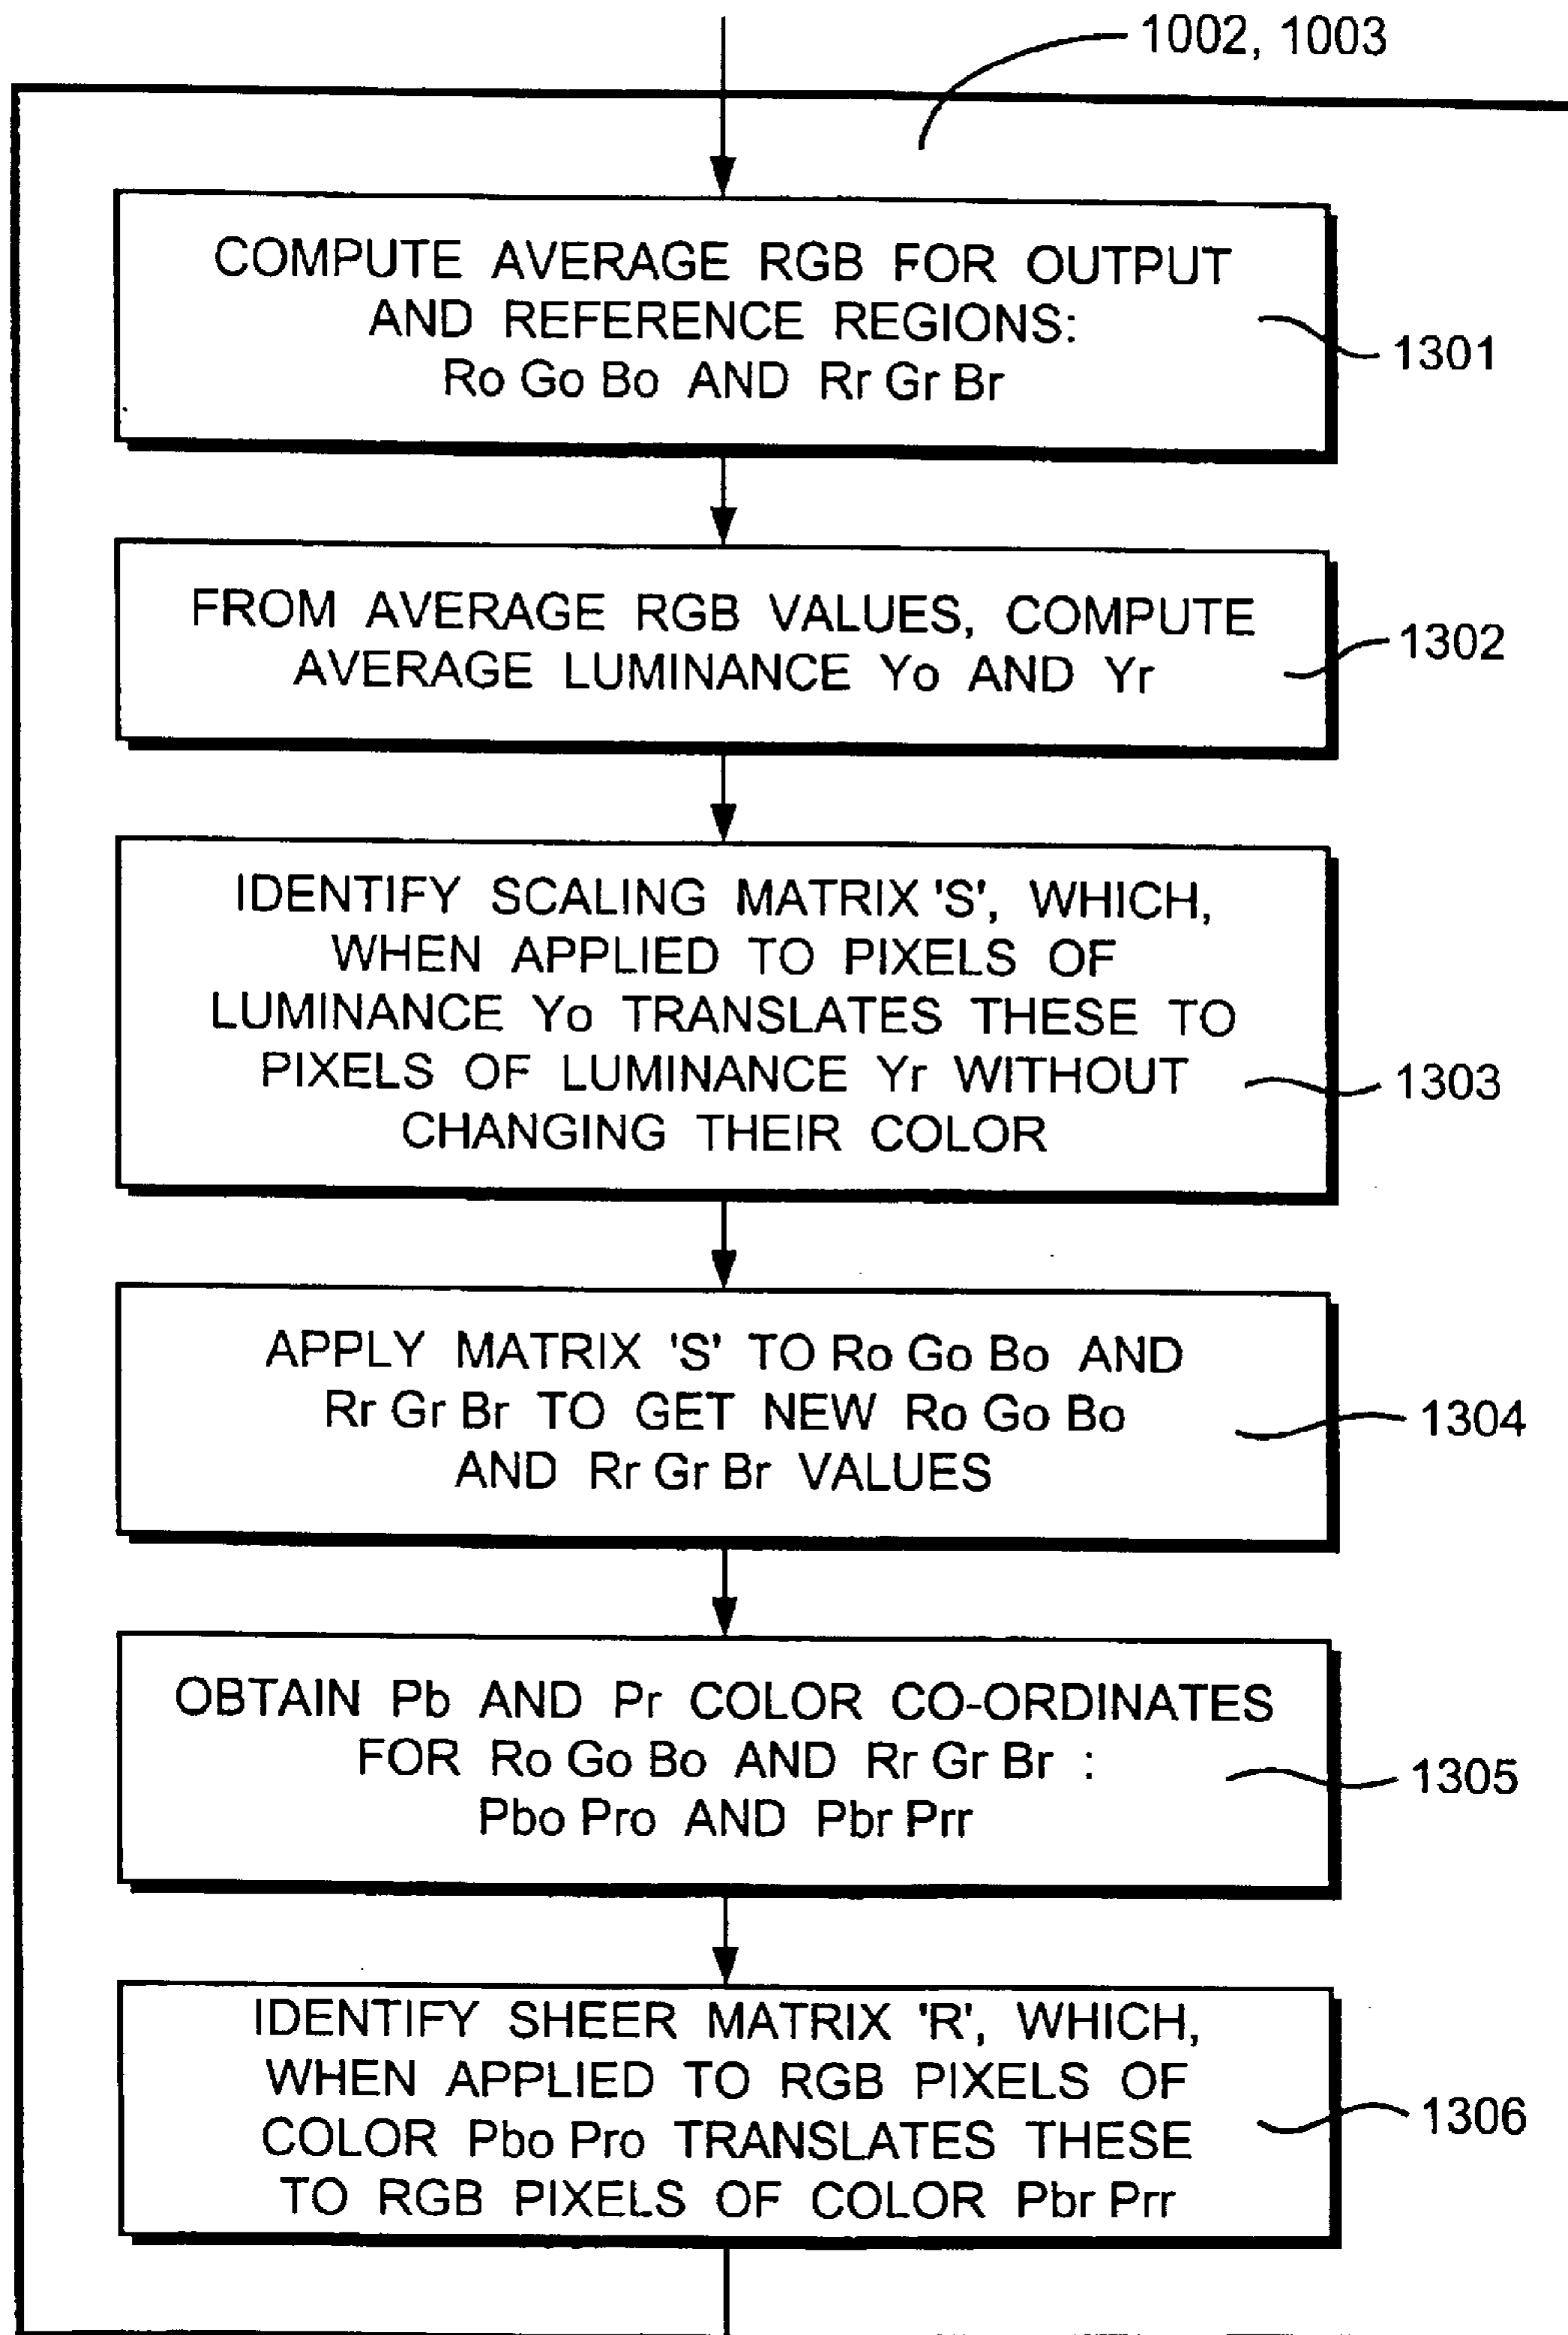 1002, 1003
COMPUTE AVERAGE RGB FOR OUTPUT
AND REFERENCE REGIONS:
Ro Go Bo AND Rr Gr Br
1301
FROM AVERAGE RGB VALUES, COMPUTE
AVERAGE LUMINANCE Yo AND Yr
1302
IDENTIFY SCALING MATRIX 'S', WHICH,
WHEN APPLIED TO PIXELS OF
LUMINANCE Yo TRANSLATES THESE TO
PIXELS OF LUMINANCE Yr WITHOUT
CHANGING THEIR COLOR
1303
APPLY MATRIX 'S' TO Ro Go Bo AND
Rr Gr Br TO GET NEW Ro Go Bo
AND Rr Gr Br VALUES
1304
OBTAIN Pb AND Pr COLOR CO-ORDINATES
FOR Ro Go Bo AND Rr Gr Br :
Pbo Pro AND Pbr Prr
1305
IDENTIFY SHEER MATRIX 'R', WHICH,
WHEN APPLIED TO RGB PIXELS OF
COLOR Pbo Pro TRANSLATES THESE
TO RGB PIXELS OF COLOR Pbr Prr
1306